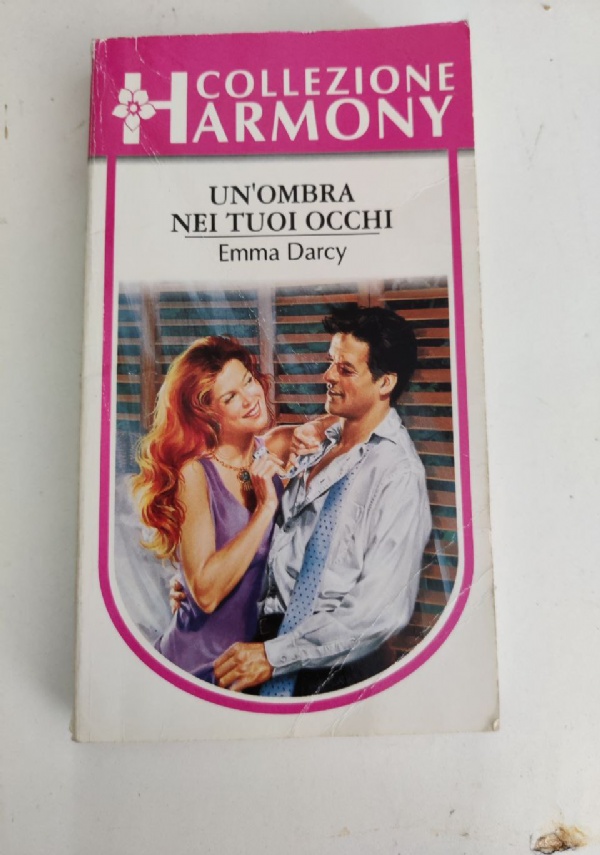 COLLEZIONE
HARMONY
UN'OMBRA
NEI TUOI OCCHI
Emma Darcy